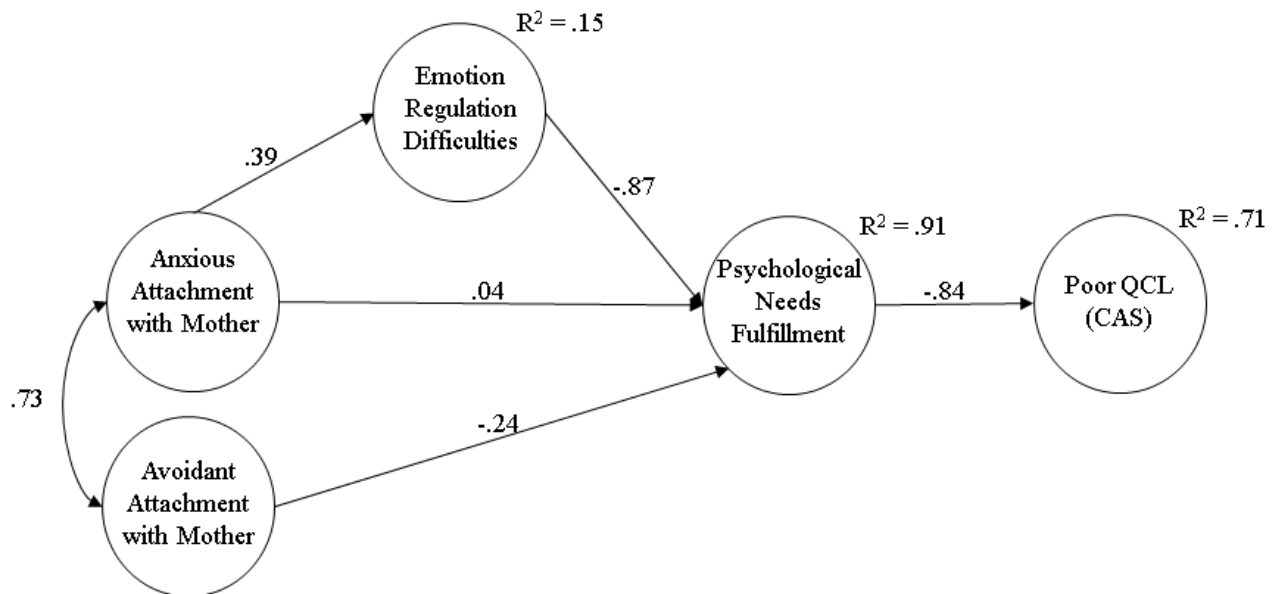 R² = .15
Emotion
Regulation
Difficulties
.39
-.87
R² = .91
R² = .71
Anxious
Attachment
with Mother
.04
Psychological
Needs
Fulfillment
-.84
Poor QCL
(CAS)
.73
-.24
Avoidant
Attachment
with Mother